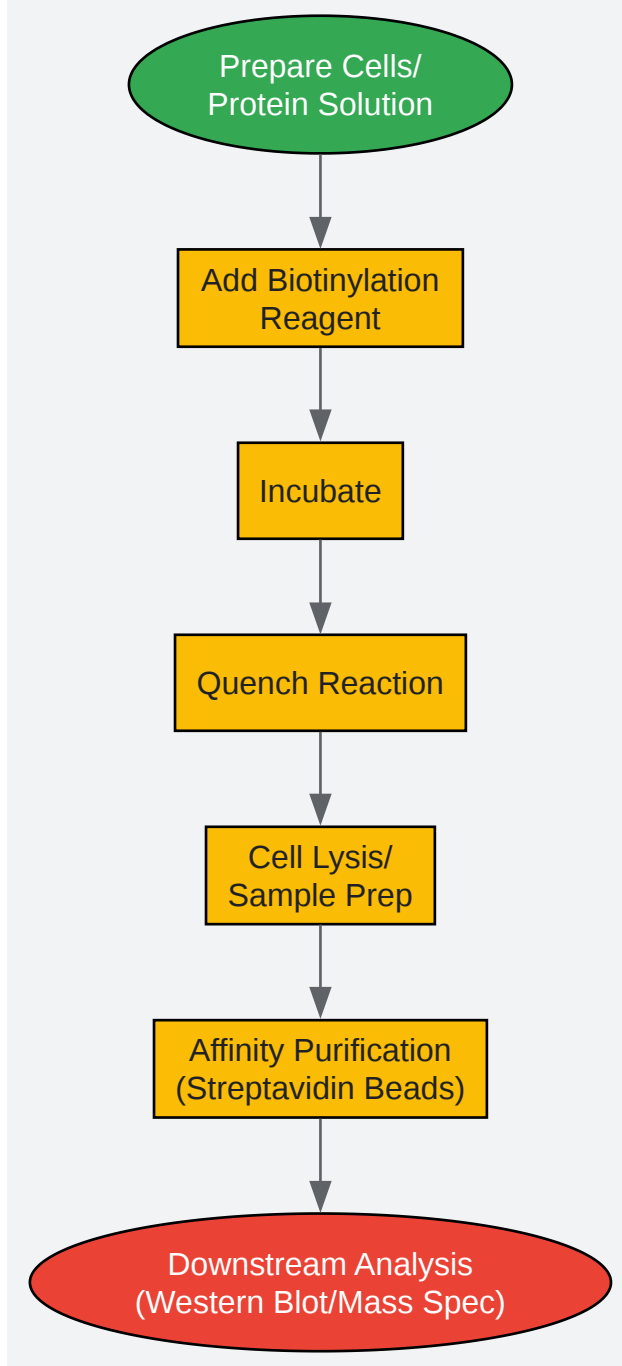 Prepare Cells/
Protein Solution
Add Biotinylation
Reagent
Incubate
Quench Reaction
Cell Lysis/
Sample Prep
Affinity Purification
(Streptavidin Beads)
Downstream Analysis
(Western Blot/Mass Spec)